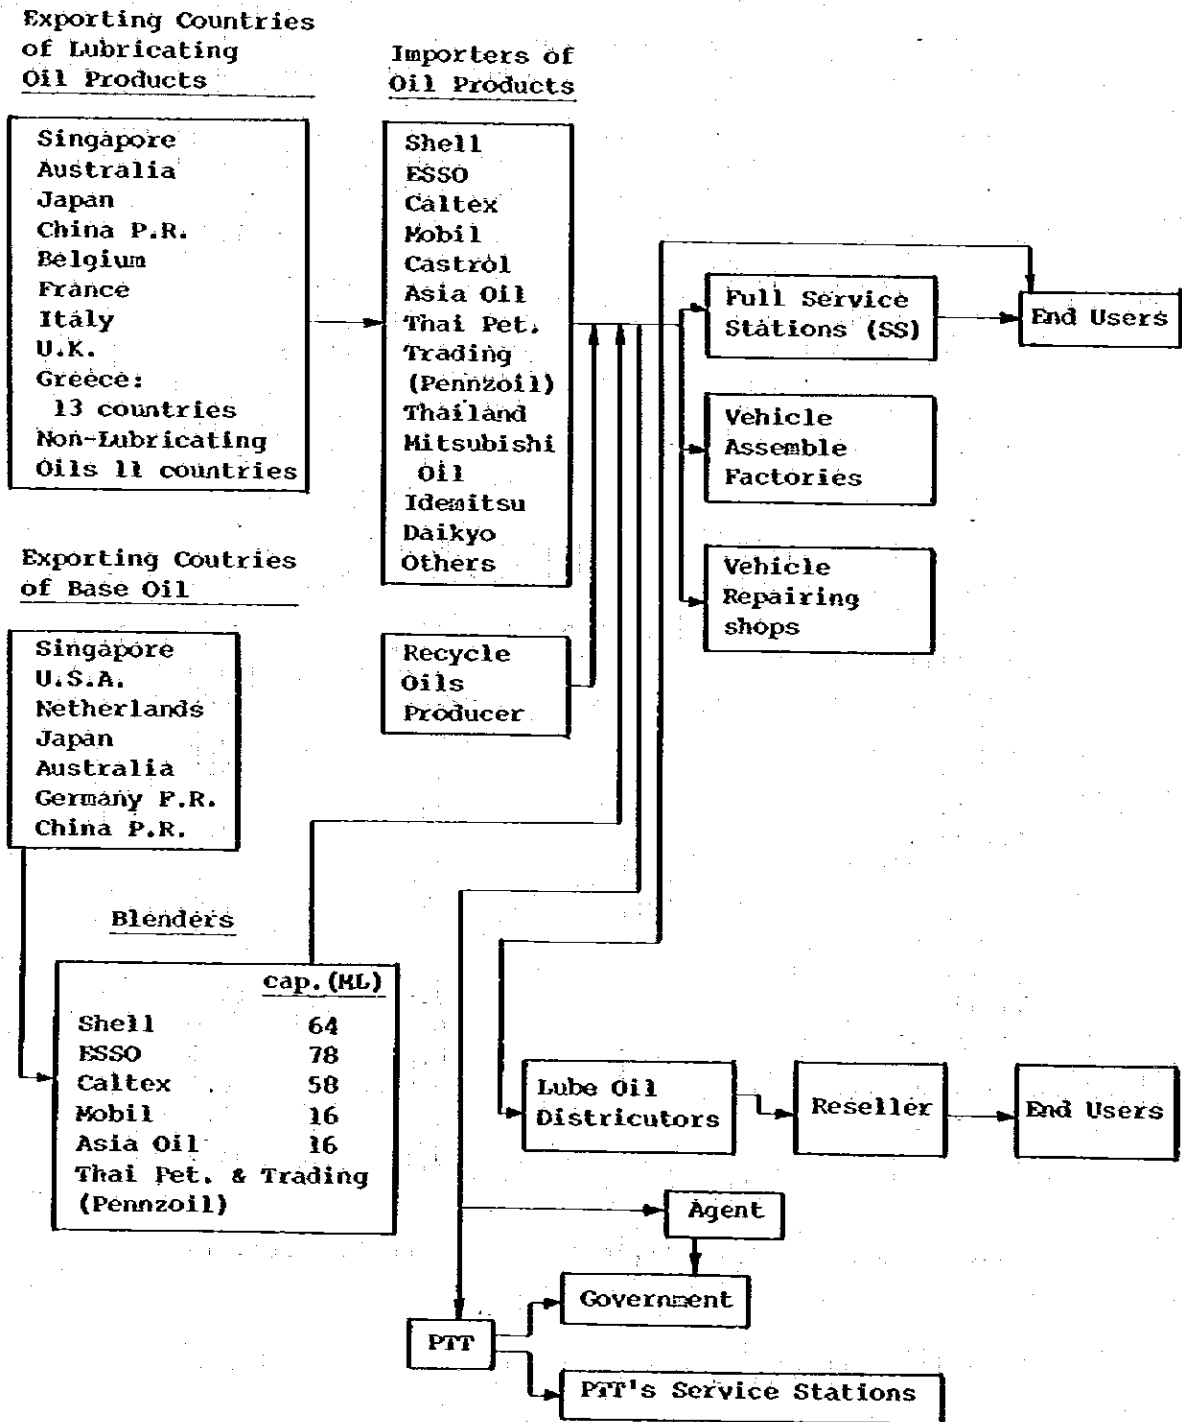 Exporting Countries
of Lubricating
Oil Products
Importers of
Oil Products
Singapore
Australia
Japan
China P.R.
Belgium
France
Italy
U.K.
Greece:
13 countries
Non-Lubricating
Oils 11 countries
Shell
ESSO
Caltex
Mobil
Castrol
Asia Oil
Thai Pet.
Trading
(Pennzoil)
Thailand
Mitsubishi
Oil
Idemitsu
Daikyo
Others
Full Service
Stations (SS)
End Users
Vehicle
Assemble
Factories
Vehicle
Repairing
shops
Exporting Coutries
of Base Oil
Singapore
U.S.A.
Netherlands
Japan
Australia
Germany F.R.
China P.R.
Recycle
Oils
Producer
Blenders
cap.(ML)
Shell 64
ESSO 78
Caltex 58
Mobil 16
Asia Oil 16
Thai Pet. & Trading
(Pennzoil)
Lube Oil
Districutors
Reseller
End Users
Agent
Government
PTT
PTT's Service Stations